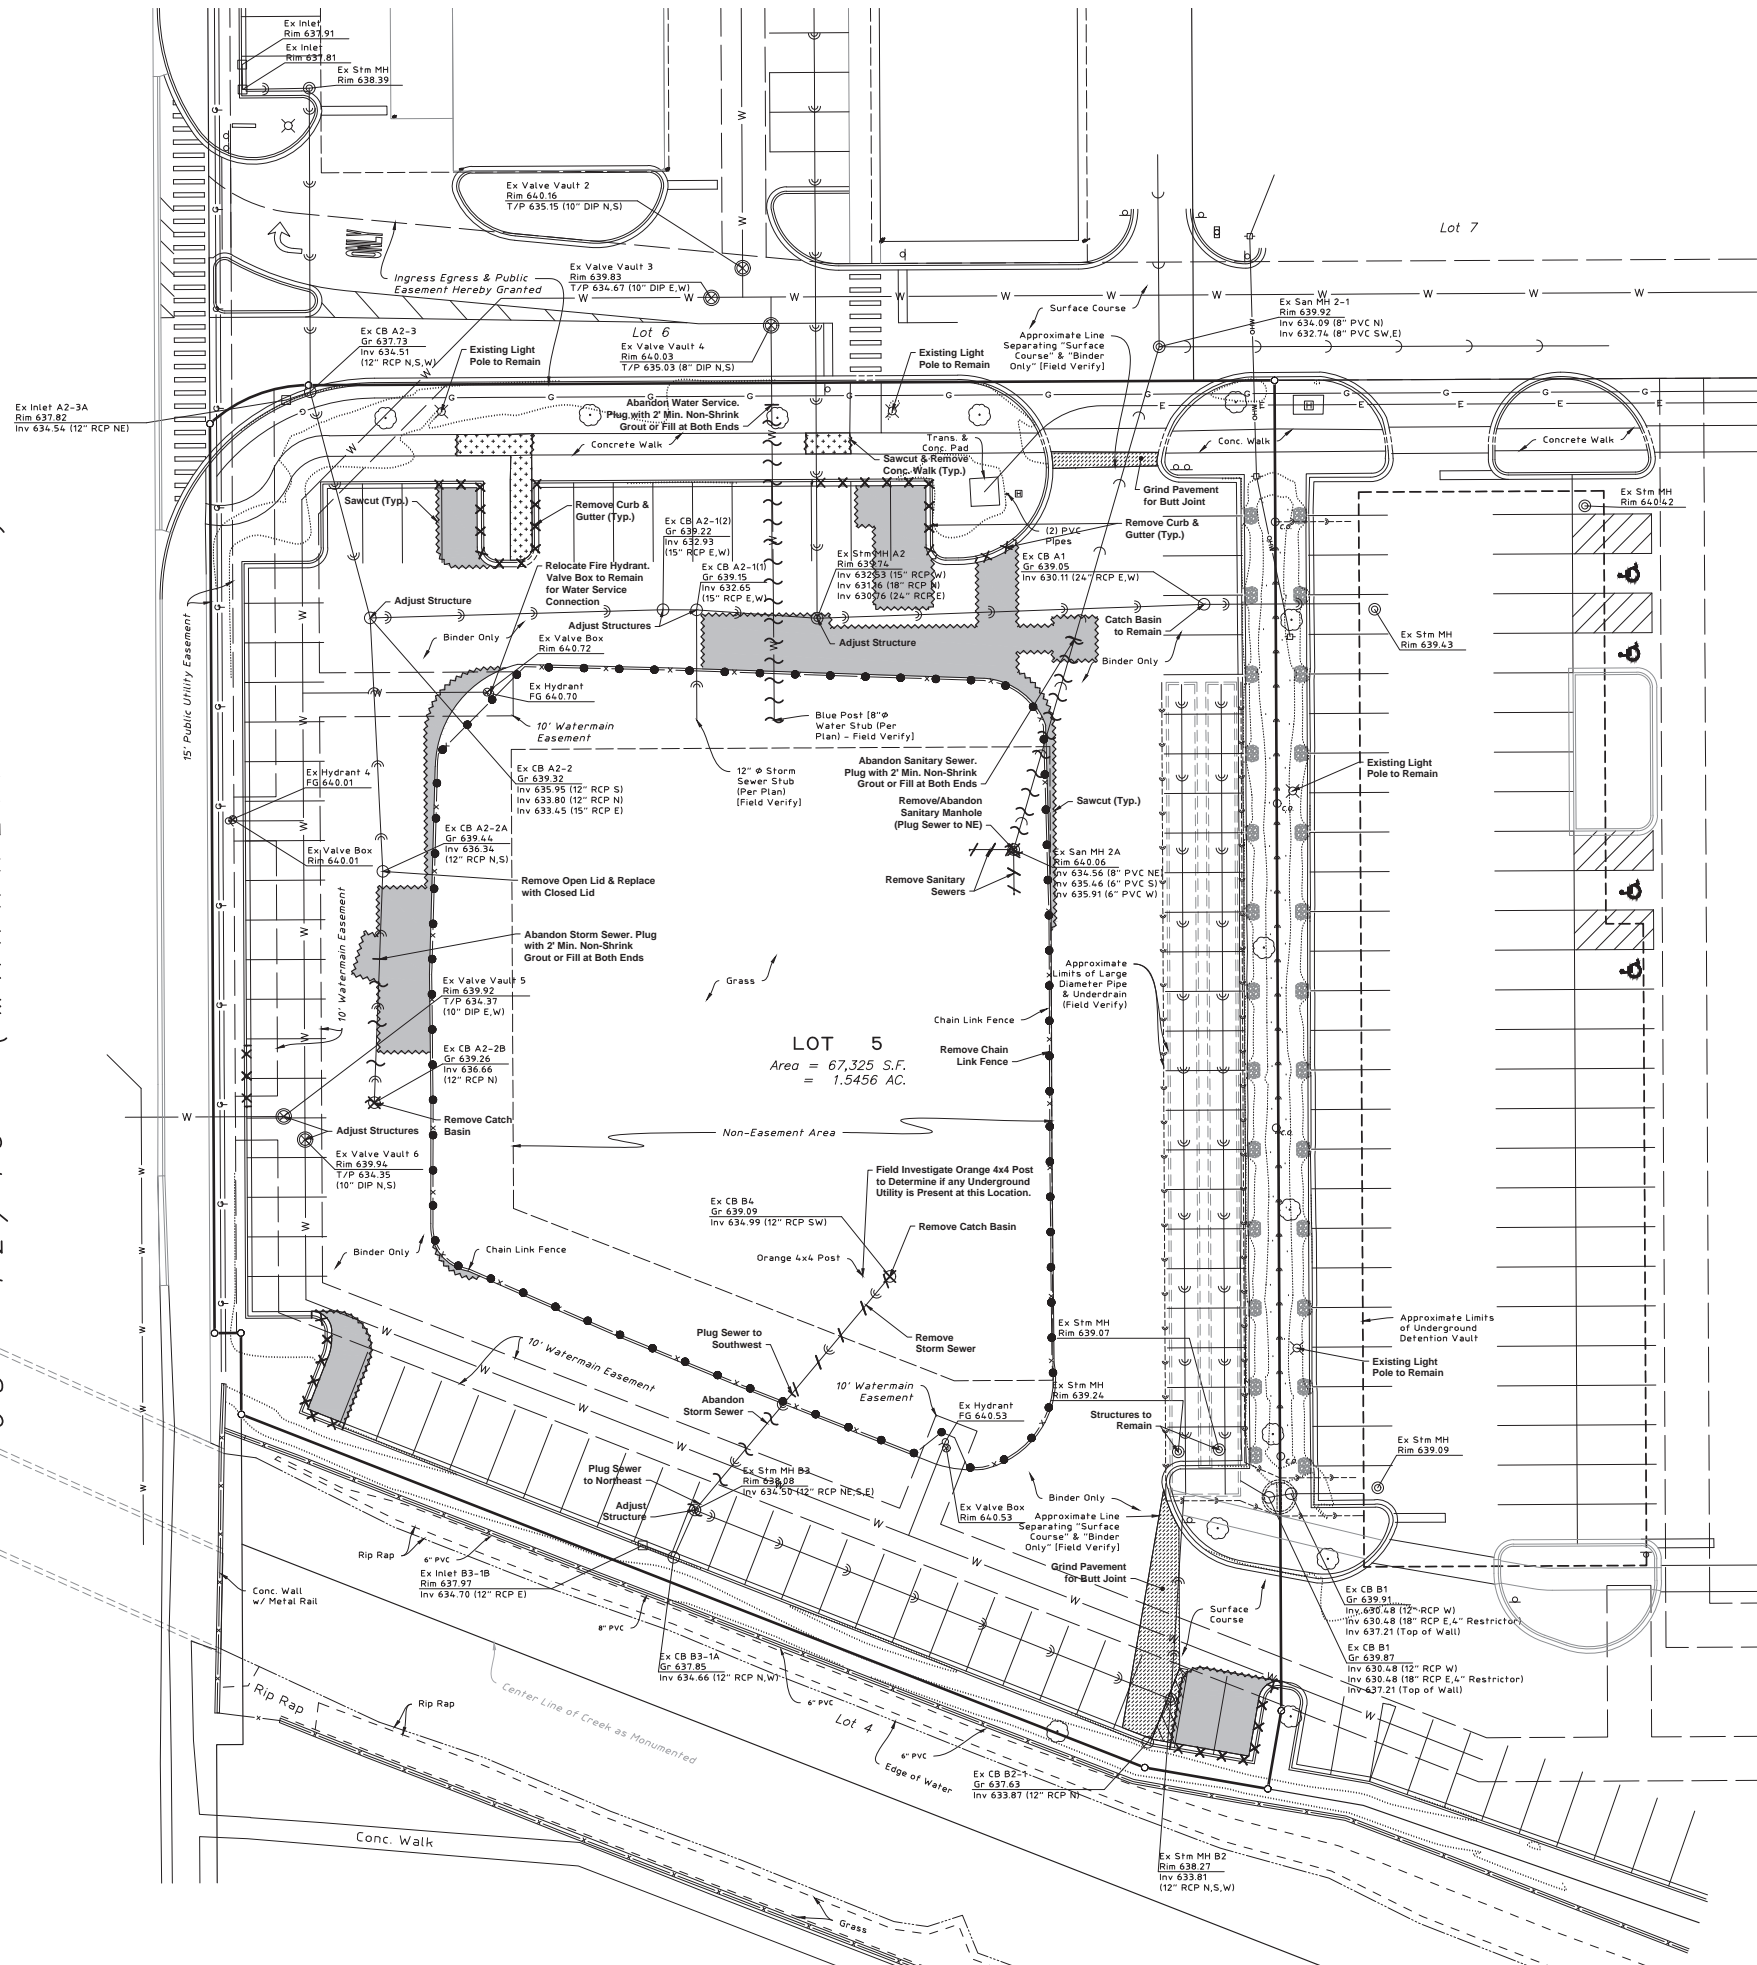 Ex Inlet
Rim 637.91
Ex Inlet
Rim 637.81
Ex Stm MH
Rim 638.39
Ex Valve Vault 2
Rim 640.16
T/P 635.15 (10" DIP N,S)
ONLY
Lot 7
Ingress Egress & Public
Easement Hereby Granted
Ex Valve Vault 3
Rim 639.83
T/P 634.67 (10" DIP E,W)
Surface Course
Ex San MH 2-1
Rim 639.92
Inv 634.09 (8" PVC N)
Inv 632.74 (8" PVC SW,E)
Ex CB A2-3
Gr 637.73
Inv 634.51
(12" RCP N,S,W)
Existing Light
Pole to Remain
Lot 6
Ex Valve Vault 4
Rim 640.03
T/P 635.03 (8" DIP N,S)
Existing Light
Pole to Remain
Approximate Line
Separating "Surface
Course" & "Binder
Only" [Field Verify]
Ex Inlet A2-3A
Rim 637.82
Inv 634.54 (12" RCP NE)
Abandon Water Service.
Plug with 2' Min. Non-Shrink
Grout or Fill at Both Ends
Concrete Walk
Trans. &
Conc. Pad
Sawcut & Remove
Conc. Walk (Typ.)
Conc. Walk
Concrete Walk
Sawcut (Typ.)
Remove Curb &
Gutter (Typ.)
Grind Pavement
for Butt Joint
Remove Curb &
Gutter (Typ.)
(2) PVC
Pipes
Ex Stm MH
Rim 640.42
Ex CB A2-1(2)
Gr 639.22
Inv 632.93
(15" RCP E,W)
Ex Stm MH A2
Rim 639.74
Inv 632.53 (15" RCP W)
Inv 631.16 (18" RCP N)
Inv 630.76 (24" RCP E)
Ex CB A1
Gr 639.05
Inv 630.11 (24" RCP E,W)
Relocate Fire Hydrant.
Valve Box to Remain
for Water Service
Connection
Ex CB A2-1(1)
Gr 639.15
Inv 632.65
(15" RCP E,W)
Adjust Structure
Adjust Structures
Adjust Structure
Catch Basin
to Remain
Binder Only
Binder Only
Ex Stm MH
Rim 639.43
Ex Valve Box
Rim 640.72
Ex Hydrant
FG 640.70
15' Public Utility Easement
10' Watermain
Easement
Blue Post [8"Φ
Water Stub (Per
Plan) - Field Verify]
Ex Hydrant 4
FG 640.01
Ex CB A2-2
Gr 639.32
Inv 635.95 (12" RCP S)
Inv 633.80 (12" RCP N)
Inv 633.45 (15" RCP E)
12" Φ Storm
Sewer Stub
(Per Plan)
[Field Verify]
Abandon Sanitary Sewer.
Plug with 2' Min. Non-Shrink
Grout or Fill at Both Ends
Remove/Abandon
Sanitary Manhole
(Plug Sewer to NE)
Sawcut (Typ.)
Existing Light
Pole to Remain
Ex Valve Box
Rim 640.01
Ex CB A2-2A
Gr 639.44
Inv 636.34
(12" RCP N,S)
Ex San MH 2A
Rim 640.06
Inv 634.56 (8" PVC NE)
Inv 635.46 (6" PVC S)
Inv 635.91 (6" PVC W)
Remove Sanitary
Sewers
Remove Open Lid & Replace
with Closed Lid
10' Watermain Easement
Abandon Storm Sewer. Plug
with 2' Min. Non-Shrink
Grout or Fill at Both Ends
Grass
Approximate
Limits of Large
Diameter Pipe
& Underdrain
(Field Verify)
Ex Valve Vault 5
Rim 639.92
T/P 634.37
(10" DIP E,W)
Chain Link Fence
LOT 5
Area = 67,325 S.F.
= 1.5456 AC.
Remove Chain
Link Fence
Ex CB A2-2B
Gr 639.26
Inv 636.66
(12" RCP N)
Remove Catch
Basin
Adjust Structures
Non-Easement Area
Ex Valve Vault 6
Rim 639.94
T/P 634.35
(10" DIP N,S)
Field Investigate Orange 4x4 Post
to Determine if any Underground
Utility is Present at this Location.
Ex CB B4
Gr 639.09
Inv 634.99 (12" RCP SW)
Remove Catch Basin
Binder Only
Chain Link Fence
Orange 4x4 Post
Approximate Limits
of Underground
Detention Vault
Plug Sewer to
Southwest
Remove
Storm Sewer
Ex Stm MH
Rim 639.07
Existing Light
Pole to Remain
10' Watermain Easement
10' Watermain
Easement
Ex Stm MH
Rim 639.24
Abandon
Storm Sewer
Ex Hydrant
FG 640.53
Structures to
Remain
Ex Stm MH
Rim 639.09
Plug Sewer
to Northeast
Ex Stm MH B3
Rim 638.08
Inv 634.50 (12" RCP NE,S,E)
Adjust
Structure
Ex Valve Box
Rim 640.53
Binder Only
Approximate Line
Separating "Surface
Course" & "Binder
Only" [Field Verify]
Rip Rap
6" PVC
Ex Inlet B3-1B
Rim 637.97
Inv 634.70 (12" RCP E)
Grind Pavement
for Butt Joint
Conc. Wall
w/ Metal Rail
8" PVC
Surface
Course
Ex CB B1
Gr 639.91
Inv 630.48 (12" RCP W)
Inv 630.48 (18" RCP E,4" Restrictor)
Inv 637.21 (Top of Wall)
Ex CB B1
Gr 639.87
Inv 630.48 (12" RCP W)
Inv 630.48 (18" RCP E,4" Restrictor)
Inv 637.21 (Top of Wall)
Ex CB B3-1A
Gr 637.85
Inv 634.66 (12" RCP N,W)
Rip Rap
Rip Rap
Center Line of Creek as Monumented
6" PVC
Lot 4
6" PVC
Edge of Water
Ex CB B2-1
Gr 637.63
Inv 633.87 (12" RCP N)
Conc. Walk
Ex Stm MH B2
Rim 638.27
Inv 633.81
(12" RCP N,S,W)
Grass